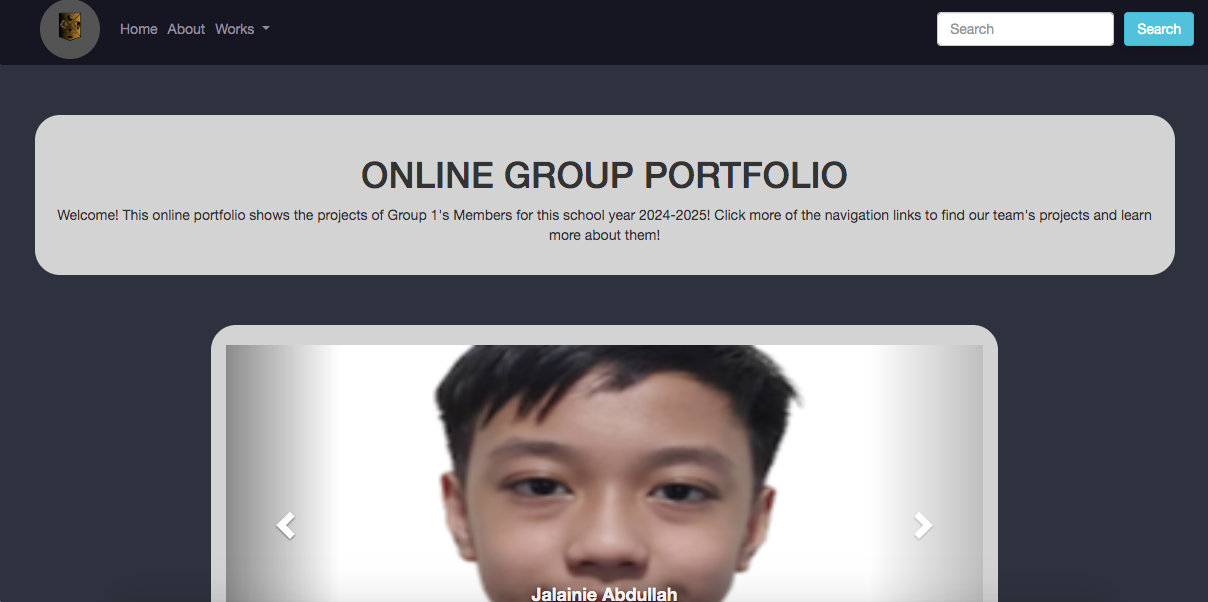 Home About Works
Search Search
ONLINE GROUP PORTFOLIO
Welcome! This online portfolio shows the projects of Group 1's Members for this school year 2024-2025! Click more of the navigation links to find our team's projects and learn
more about them!
Jalainie Abdullah